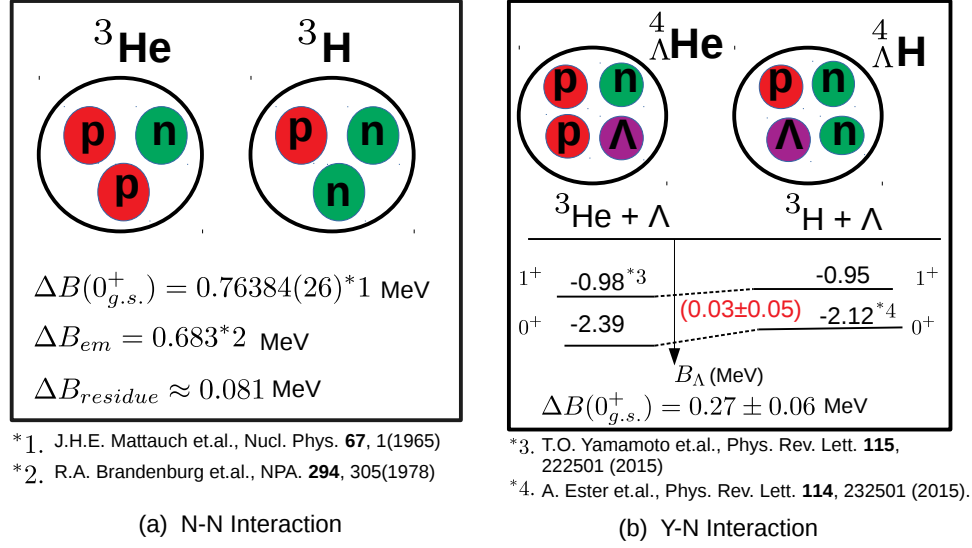 ³He ³H
p n
p
p n
n
ΔB(0⁺g.s.) = 0.76384(26)*1 MeV
ΔBem = 0.683*2 MeV
ΔBresidue ≈ 0.081 MeV
*1. J.H.E. Mattauch et.al., Nucl. Phys. 67, 1(1965)
*2. R.A. Brandenburg et.al., NPA. 294, 305(1978)
(a) N-N Interaction
⁴ΛHe ⁴ΛH
p n
p Λ
p n
Λ n
³He + Λ ³H + Λ
1⁺ -0.98*3 -0.95 1⁺
(0.03±0.05)
0⁺ -2.39 -2.12*4 0⁺
BΛ (MeV)
ΔB(0⁺g.s.) = 0.27 ± 0.06 MeV
*3. T.O. Yamamoto et.al., Phys. Rev. Lett. 115,
222501 (2015)
*4. A. Ester et.al., Phys. Rev. Lett. 114, 232501 (2015).
(b) Y-N Interaction